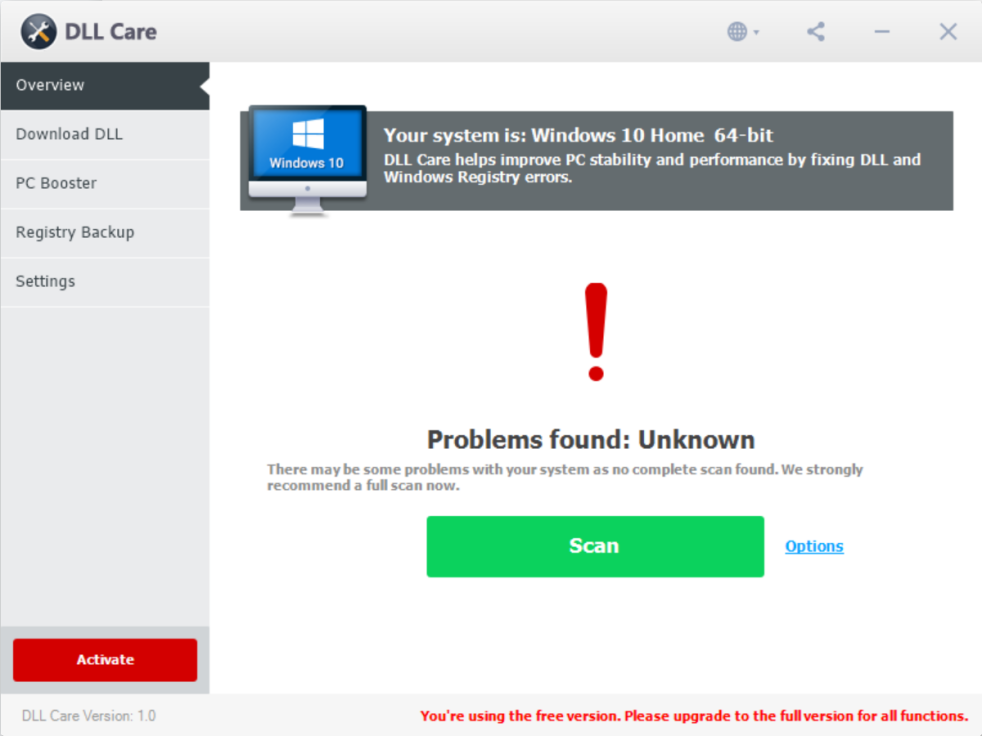 DLL Care
Overview
Download DLL
PC Booster
Registry Backup
Settings
Windows 10
Your system is: Windows 10 Home 64-bit
DLL Care helps improve PC stability and performance by fixing DLL and
Windows Registry errors.
Problems found: Unknown
There may be some problems with your system as no complete scan found. We strongly
recommend a full scan now.
Scan
Options
Activate
DLL Care Version: 1.0
You're using the free version. Please upgrade to the full version for all functions.